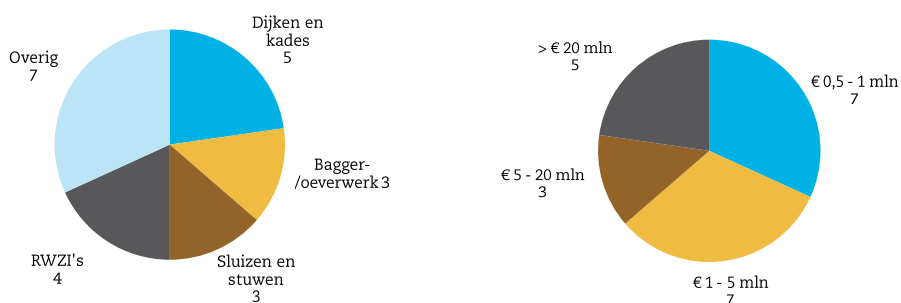 Dijken en
kades
5
Overig
7
Bagger-
/oeverwerk 3
RWZI's
4
Sluizen en
stuwen
3
> € 20 mln
5
€ 0,5 - 1 mln
7
€ 5 - 20 mln
3
€ 1 - 5 mln
7